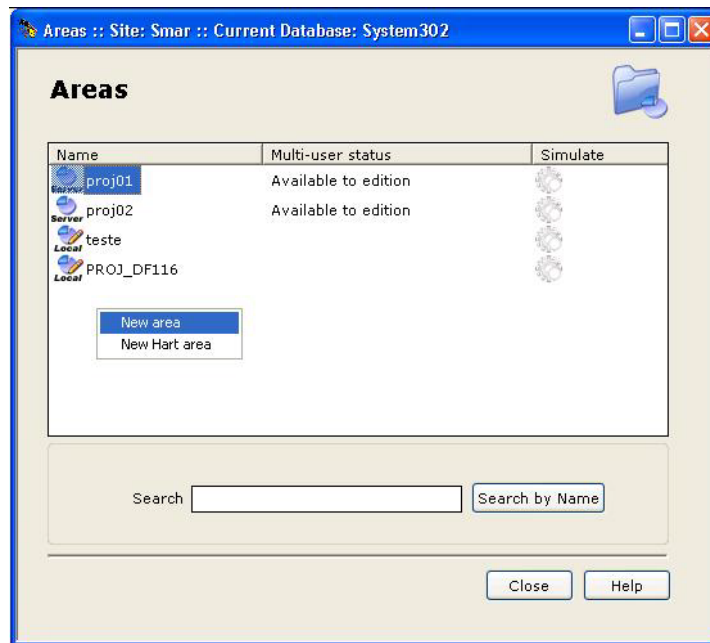 Areas :: Site: Smar :: Current Database: System302
Areas
Name Multi-user status Simulate
Server proj01 Available to edition
Server proj02 Available to edition
Local teste
Local PROJ_DF116
New area
New Hart area
Search Search by Name
Close Help